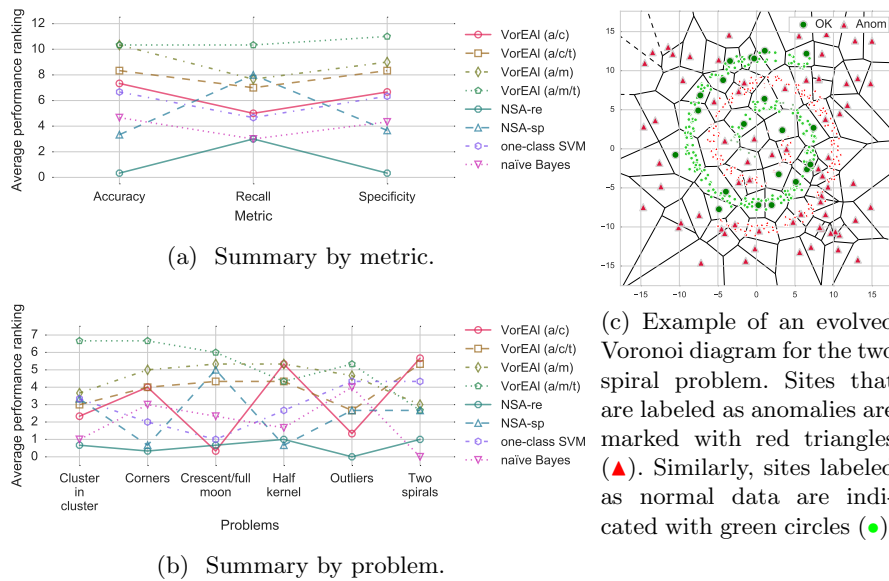 Average performance ranking
12
10
8
6
4
2
0
Accuracy
Recall
Specificity
Metric
VorEAl (a/c)
VorEAl (a/c/t)
VorEAl (a/m)
VorEAl (a/m/t)
NSA-re
NSA-sp
one-class SVM
naïve Bayes
(a) Summary by metric.
Average performance ranking
7
6
5
4
3
2
1
0
Cluster in cluster
Corners
Crescent/full moon
Half kernel
Outliers
Two spirals
Problems
VorEAl (a/c)
VorEAl (a/c/t)
VorEAl (a/m)
VorEAl (a/m/t)
NSA-re
NSA-sp
one-class SVM
naïve Bayes
(b) Summary by problem.
OK
Anom
15
10
5
0
−5
−10
−15
−15
−10
−5
0
5
10
15
(c) Example of an evolved
Voronoi diagram for the two
spiral problem. Sites that
are labeled as anomalies are
marked with red triangles
(▲). Similarly, sites labeled
as normal data are indi-
cated with green circles (●)